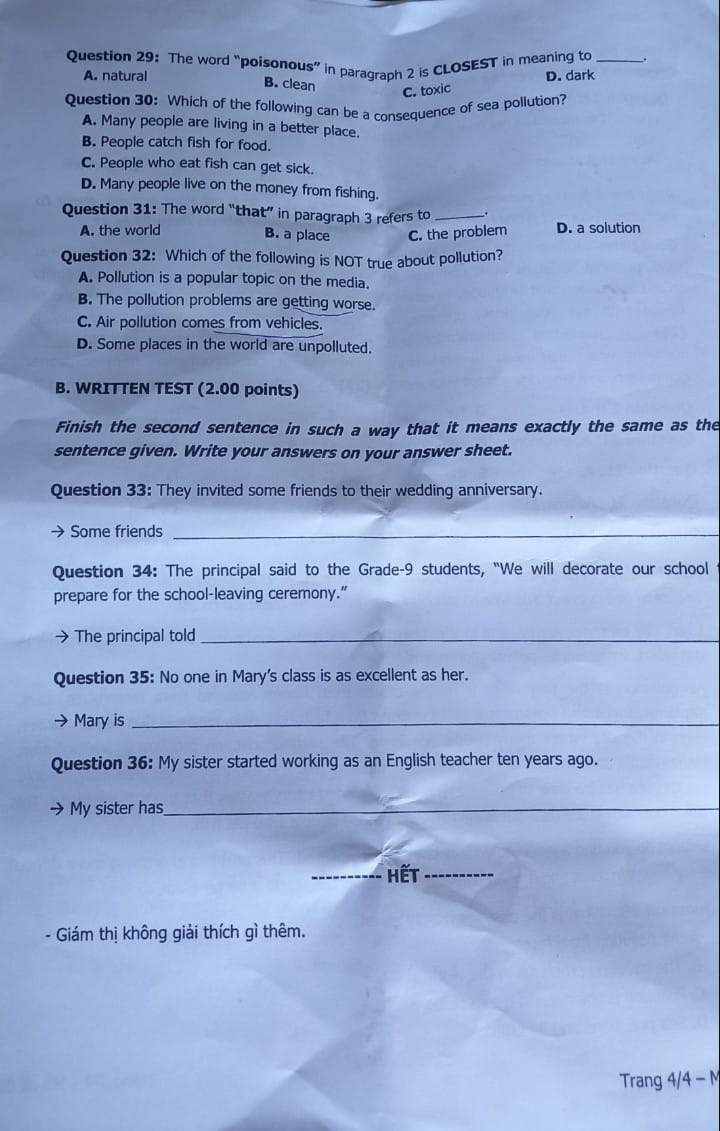 Question 29: The word "poisonous" in paragraph 2 is CLOSEST in meaning to ______.
A. natural B. clean C. toxic D. dark
Question 30: Which of the following can be a consequence of sea pollution?
A. Many people are living in a better place.
B. People catch fish for food.
C. People who eat fish can get sick.
D. Many people live on the money from fishing.
Question 31: The word "that" in paragraph 3 refers to ______.
A. the world B. a place C. the problem D. a solution
Question 32: Which of the following is NOT true about pollution?
A. Pollution is a popular topic on the media.
B. The pollution problems are getting worse.
C. Air pollution comes from vehicles.
D. Some places in the world are unpolluted.
B. WRITTEN TEST (2.00 points)
Finish the second sentence in such a way that it means exactly the same as the
sentence given. Write your answers on your answer sheet.
Question 33: They invited some friends to their wedding anniversary.
→ Some friends ______
Question 34: The principal said to the Grade-9 students, "We will decorate our school
prepare for the school-leaving ceremony."
→ The principal told ______
Question 35: No one in Mary's class is as excellent as her.
→ Mary is ______
Question 36: My sister started working as an English teacher ten years ago.
→ My sister has______
---------- HẾT ----------
- Giám thị không giải thích gì thêm.
Trang 4/4 –